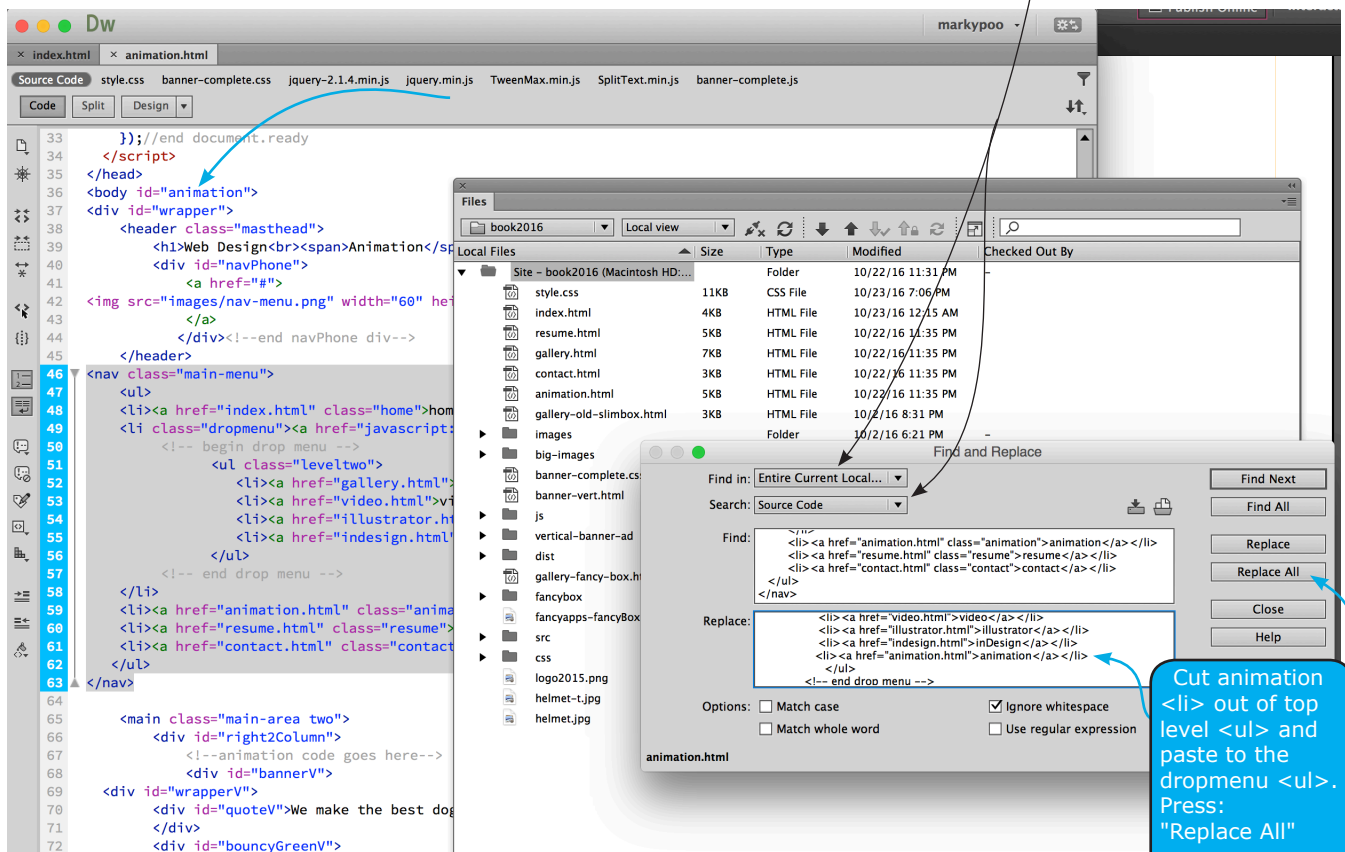 Dw
markypoo
Publish Online
× index.html × animation.html
Source Code style.css banner-complete.css jquery-2.1.4.min.js jquery.min.js TweenMax.min.js SplitText.min.js banner-complete.js
Code Split Design
33 });//end document.ready
34 </script>
35 </head>
36 <body id="animation">
37 <div id="wrapper">
38 <header class="masthead">
39 <h1>Web Design<br><span>Animation</sp
40 <div id="navPhone">
41 <a href="#">
42 <img src="images/nav-menu.png" width="60" hei
43 </a>
44 </div><!--end navPhone div-->
45 </header>
46 <nav class="main-menu">
47 <ul>
48 <li><a href="index.html" class="home">hom
49 <li class="dropmenu"><a href="javascript:
50 <!-- begin drop menu -->
51 <ul class="leveltwo">
52 <li><a href="gallery.html">
53 <li><a href="video.html">vi
54 <li><a href="illustrator.ht
55 <li><a href="indesign.html"
56 </ul>
57 <!-- end drop menu -->
58 </li>
59 <li><a href="animation.html" class="anima
60 <li><a href="resume.html" class="resume">
61 <li><a href="contact.html" class="contact
62 </ul>
63 </nav>
64
65 <main class="main-area two">
66 <div id="right2Column">
67 <!--animation code goes here-->
68 <div id="bannerV">
69 <div id="wrapperV">
70 <div id="quoteV">We make the best dog
71 </div>
72 <div id="bouncyGreenV">
Files
book2016 Local view
Local Files Size Type Modified Checked Out By
Site – book2016 (Macintosh HD:... Folder 10/22/16 11:31 PM –
style.css 11KB CSS File 10/23/16 7:06 PM
index.html 4KB HTML File 10/23/16 12:15 AM
resume.html 5KB HTML File 10/22/16 11:35 PM
gallery.html 7KB HTML File 10/22/16 11:35 PM
contact.html 3KB HTML File 10/22/16 11:35 PM
animation.html 5KB HTML File 10/22/16 11:35 PM
gallery-old-slimbox.html 3KB HTML File 10/2/16 8:31 PM
images Folder 10/2/16 6:21 PM –
big-images
banner-complete.cs
banner-vert.html
js
vertical-banner-ad
dist
gallery-fancy-box.h
fancybox
fancyapps-fancyBox
src
css
logo2015.png
helmet-t.jpg
helmet.jpg
Find and Replace
Find in: Entire Current Local...
Search: Source Code
Find:
</li>
<li><a href="animation.html" class="animation">animation</a></li>
<li><a href="resume.html" class="resume">resume</a></li>
<li><a href="contact.html" class="contact">contact</a></li>
</ul>
</nav>
Replace:
<li><a href="video.html">video</a></li>
<li><a href="illustrator.html">illustrator</a></li>
<li><a href="indesign.html">inDesign</a></li>
<li><a href="animation.html">animation</a></li>
</ul>
<!-- end drop menu -->
Options: Match case Ignore whitespace
Match whole word Use regular expression
animation.html
Find Next
Find All
Replace
Replace All
Close
Help
Cut animation
<li> out of top
level <ul> and
paste to the
dropmenu <ul>.
Press:
"Replace All"